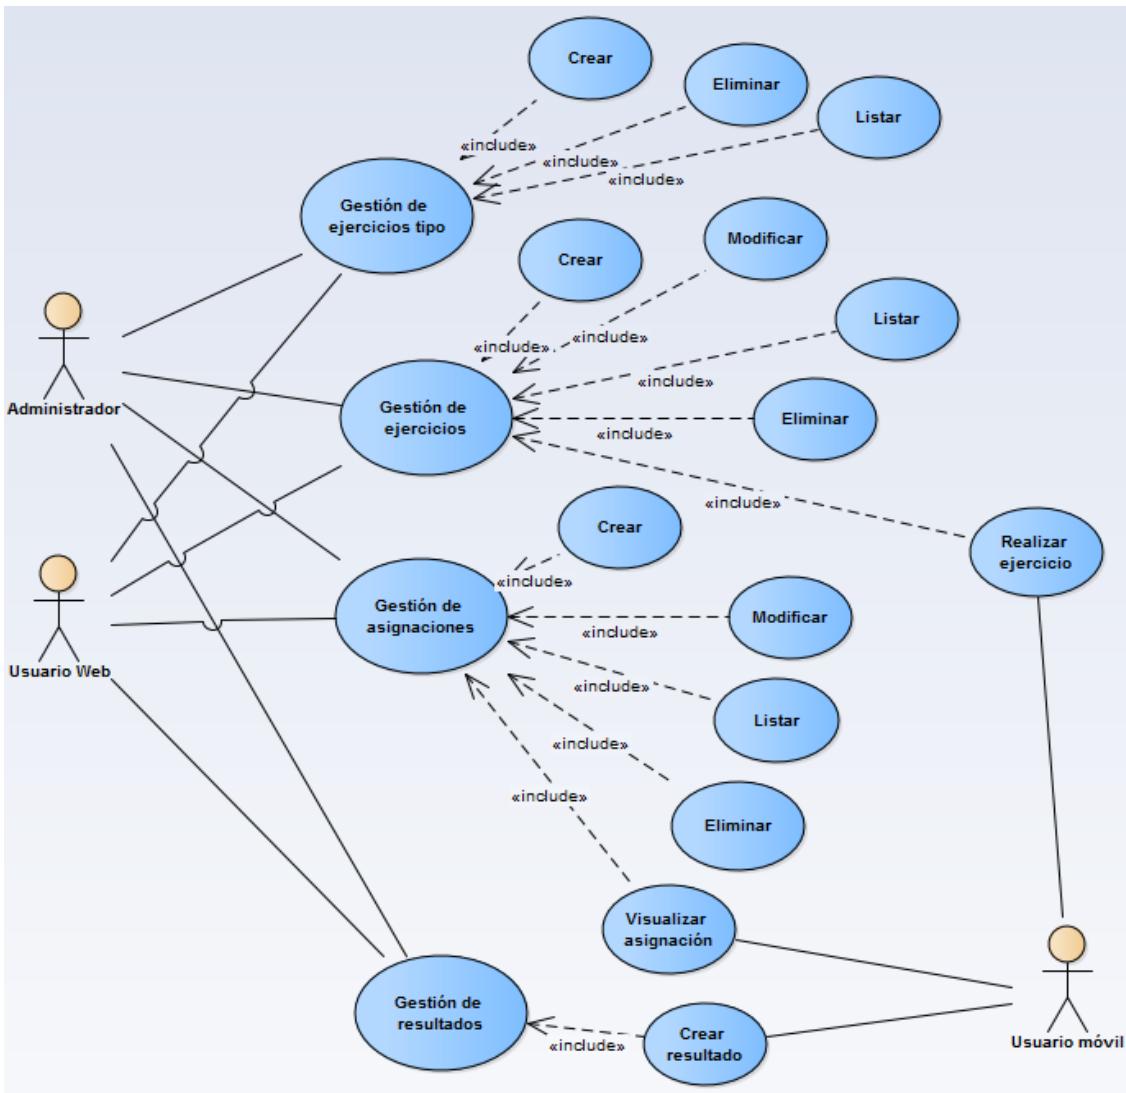 Crear
Eliminar
Listar
«include»
«include»
«include»
Gestión de
ejercicios tipo
Crear
Modificar
Listar
«include»
«include»
«include»
Administrador
Gestión de
ejercicios
Eliminar
«include»
«include»
Crear
Realizar
ejercicio
«include»
Gestión de
asignaciones
Modificar
«include»
Usuario Web
«include»
Listar
«include»
«include»
Eliminar
Visualizar
asignación
Gestión de
resultados
Crear
resultado
«include»
Usuario móvil